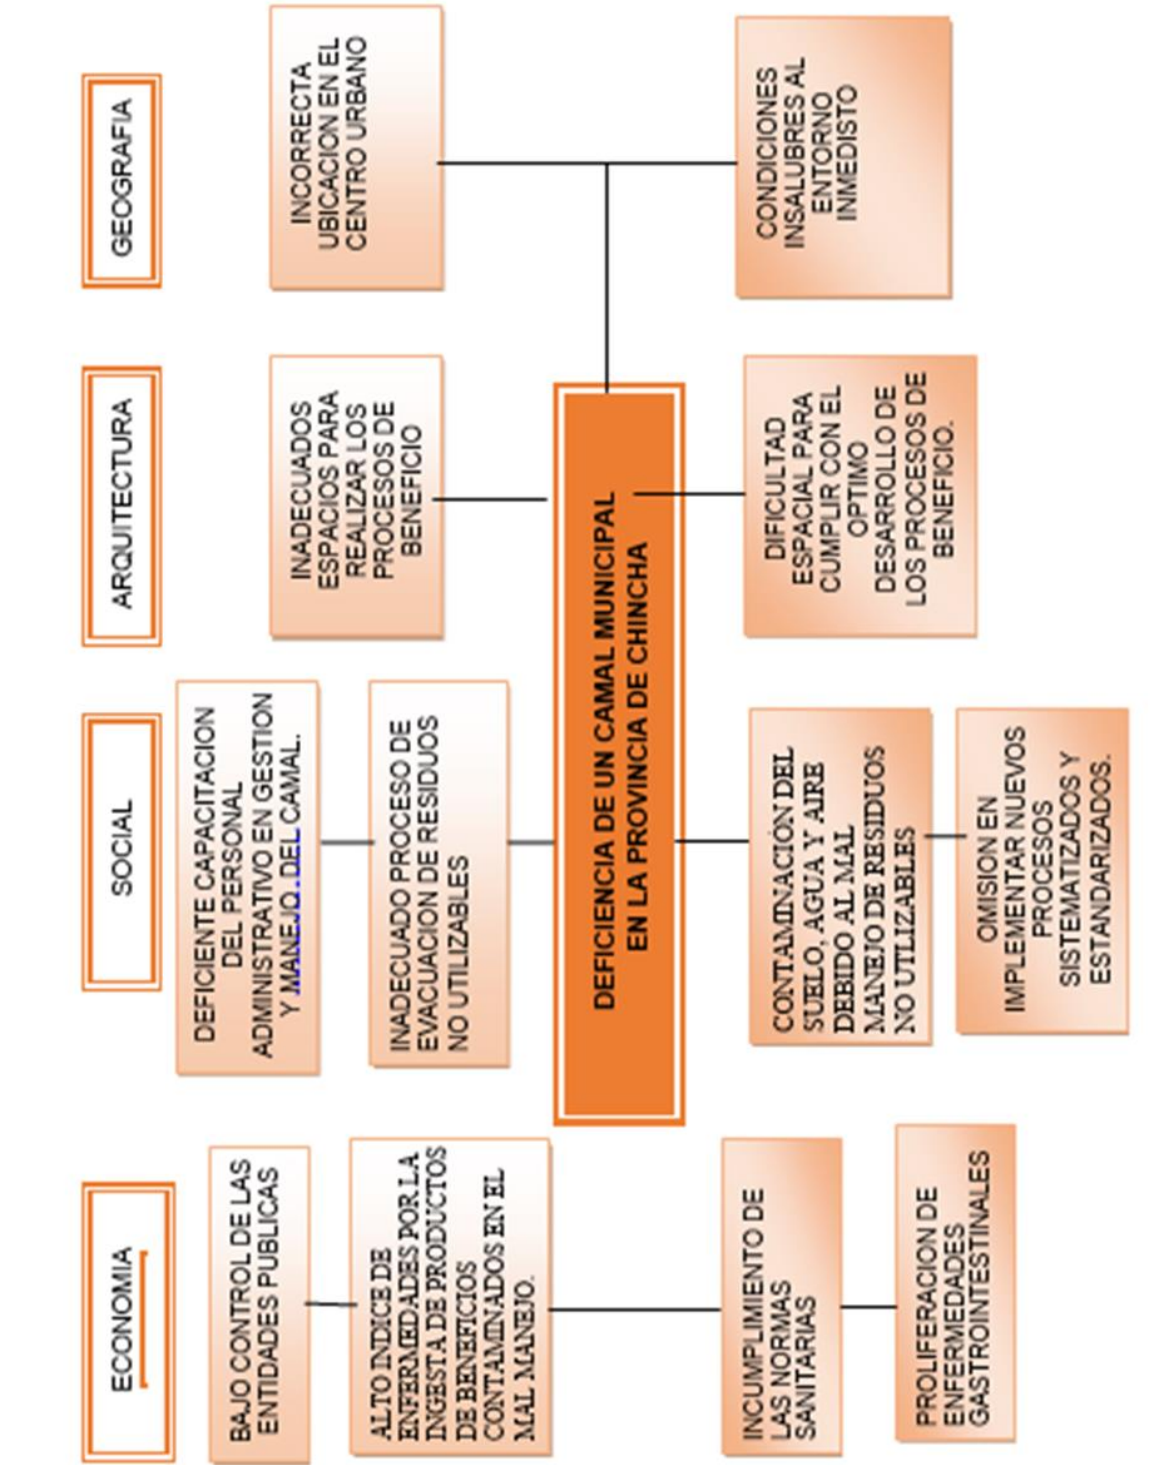 ECONOMIA
SOCIAL
ARQUITECTURA
GEOGRAFIA
BAJO CONTROL DE LAS
ENTIDADES PUBLICAS
ALTO INDICE DE
ENFERMEDADES POR LA
INGESTA DE PRODUCTOS
DE BENEFICIOS
CONTAMINADOS EN EL
MAL MANEJO.
DEFICIENTE CAPACITACION
DEL PERSONAL
ADMINISTRATIVO EN GESTION
Y MANEJO DEL CAMAL.
INADECUADO PROCESO DE
EVACUACION DE RESIDUOS
NO UTILIZABLES
INADECUADOS
ESPACIOS PARA
REALIZAR LOS
PROCESOS DE
BENEFICIO
INCORRECTA
UBICACION EN EL
CENTRO URBANO
DEFICIENCIA DE UN CAMAL MUNICIPAL
EN LA PROVINCIA DE CHINCHA
INCUMPLIMIENTO DE
LAS NORMAS
SANITARIAS
PROLIFERACION DE
ENFERMEDADES
GASTROINTESTINALES
CONTAMINACIÓN DEL
SUELO, AGUA Y AIRE
DEBIDO AL MAL
MANEJO DE RESIDUOS
NO UTILIZABLES
OMISION EN
IMPLEMENTAR NUEVOS
PROCESOS
SISTEMATIZADOS Y
ESTANDARIZADOS.
DIFICULTAD
ESPACIAL PARA
CUMPLIR CON EL
OPTIMO
DESARROLLO DE
LOS PROCESOS DE
BENEFICIO.
CONDICIONES
INSALUBRES AL
ENTORNO
INMEDISTO